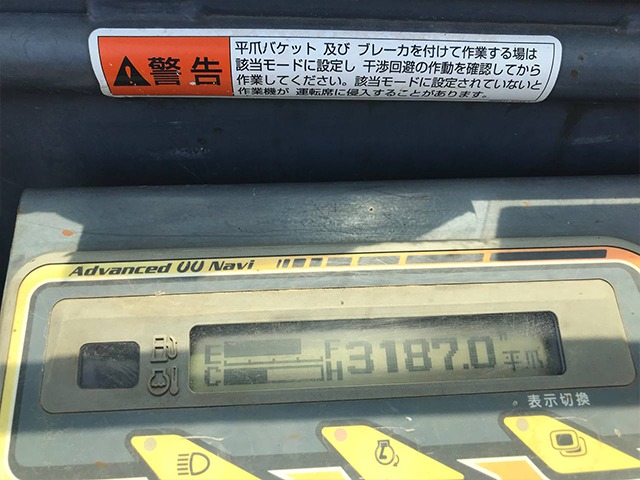 警告
平爪バケット 及び ブレーカを付けて作業する場は
該当モードに設定し 干渉回避の作動を確認してから
作業してください。該当モードに設定されていないと
作業機が 運転席に侵入することがあります。
Advanced VV Navi
E F 3187.0 H
C H 平爪
表示切換